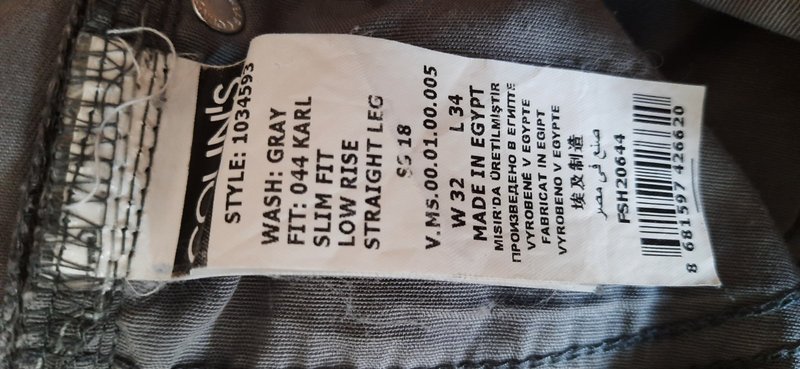 COLIN'S
STYLE: 1034593
WASH: GRAY
FIT: 044 KARL
SLIM FIT
LOW RISE
STRAIGHT LEG
SS 18
V.M5.00.01.00.005
W 32 L 34
MADE IN EGYPT
MISIR'DA ÜRETİLMİŞTİR
ПРОИЗВЕДЕНО В ЕГИПТЕ
VYROBENÉ V EGYPTE
FABRICAT IN EGIPT
VYROBENO V EGYPTE
埃及制造
صنع في مصر
FSH20644
8 681597 426620